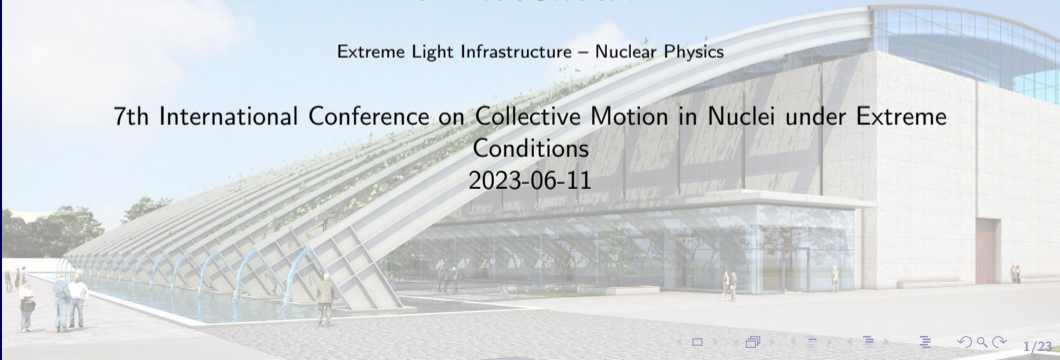 Extreme Light Infrastructure – Nuclear Physics
7th International Conference on Collective Motion in Nuclei under Extreme
Conditions
2023-06-11
1/23